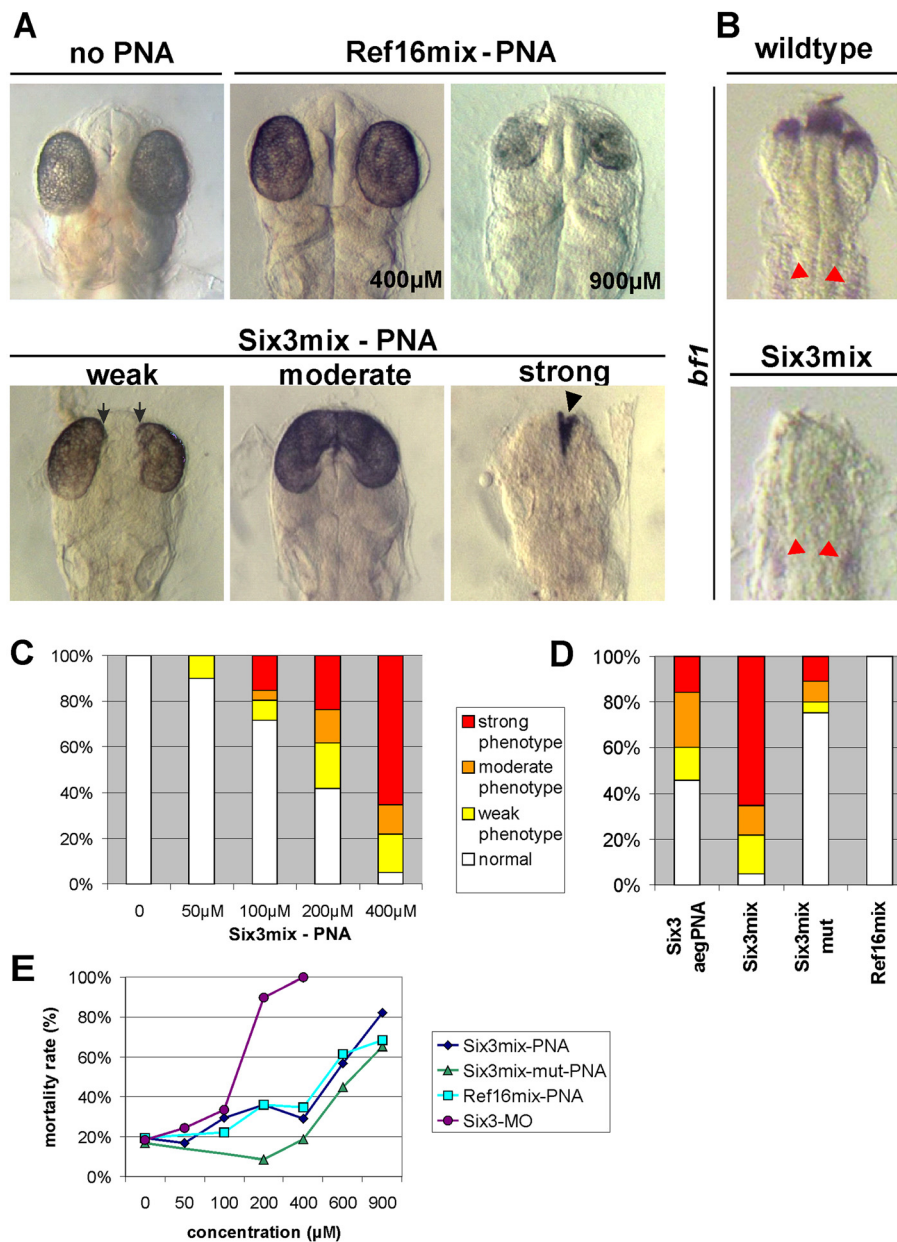 A
no PNA
Ref16mix - PNA
400µM
900µM
Six3mix - PNA
weak
moderate
strong
B
wildtype
bf1
Six3mix
C
100%
80%
60%
40%
20%
0%
0
50µM
100µM
200µM
400µM
Six3mix - PNA
strong
phenotype
moderate
phenotype
weak
phenotype
normal
D
100%
80%
60%
40%
20%
0%
Six3
aegPNA
Six3mix
Six3mix
mut
Ref16mix
E
mortality rate (%)
100%
80%
60%
40%
20%
0%
0
50
100
200
400
600
900
concentration (µM)
Six3mix-PNA
Six3mix-mut-PNA
Ref16mix-PNA
Six3-MO